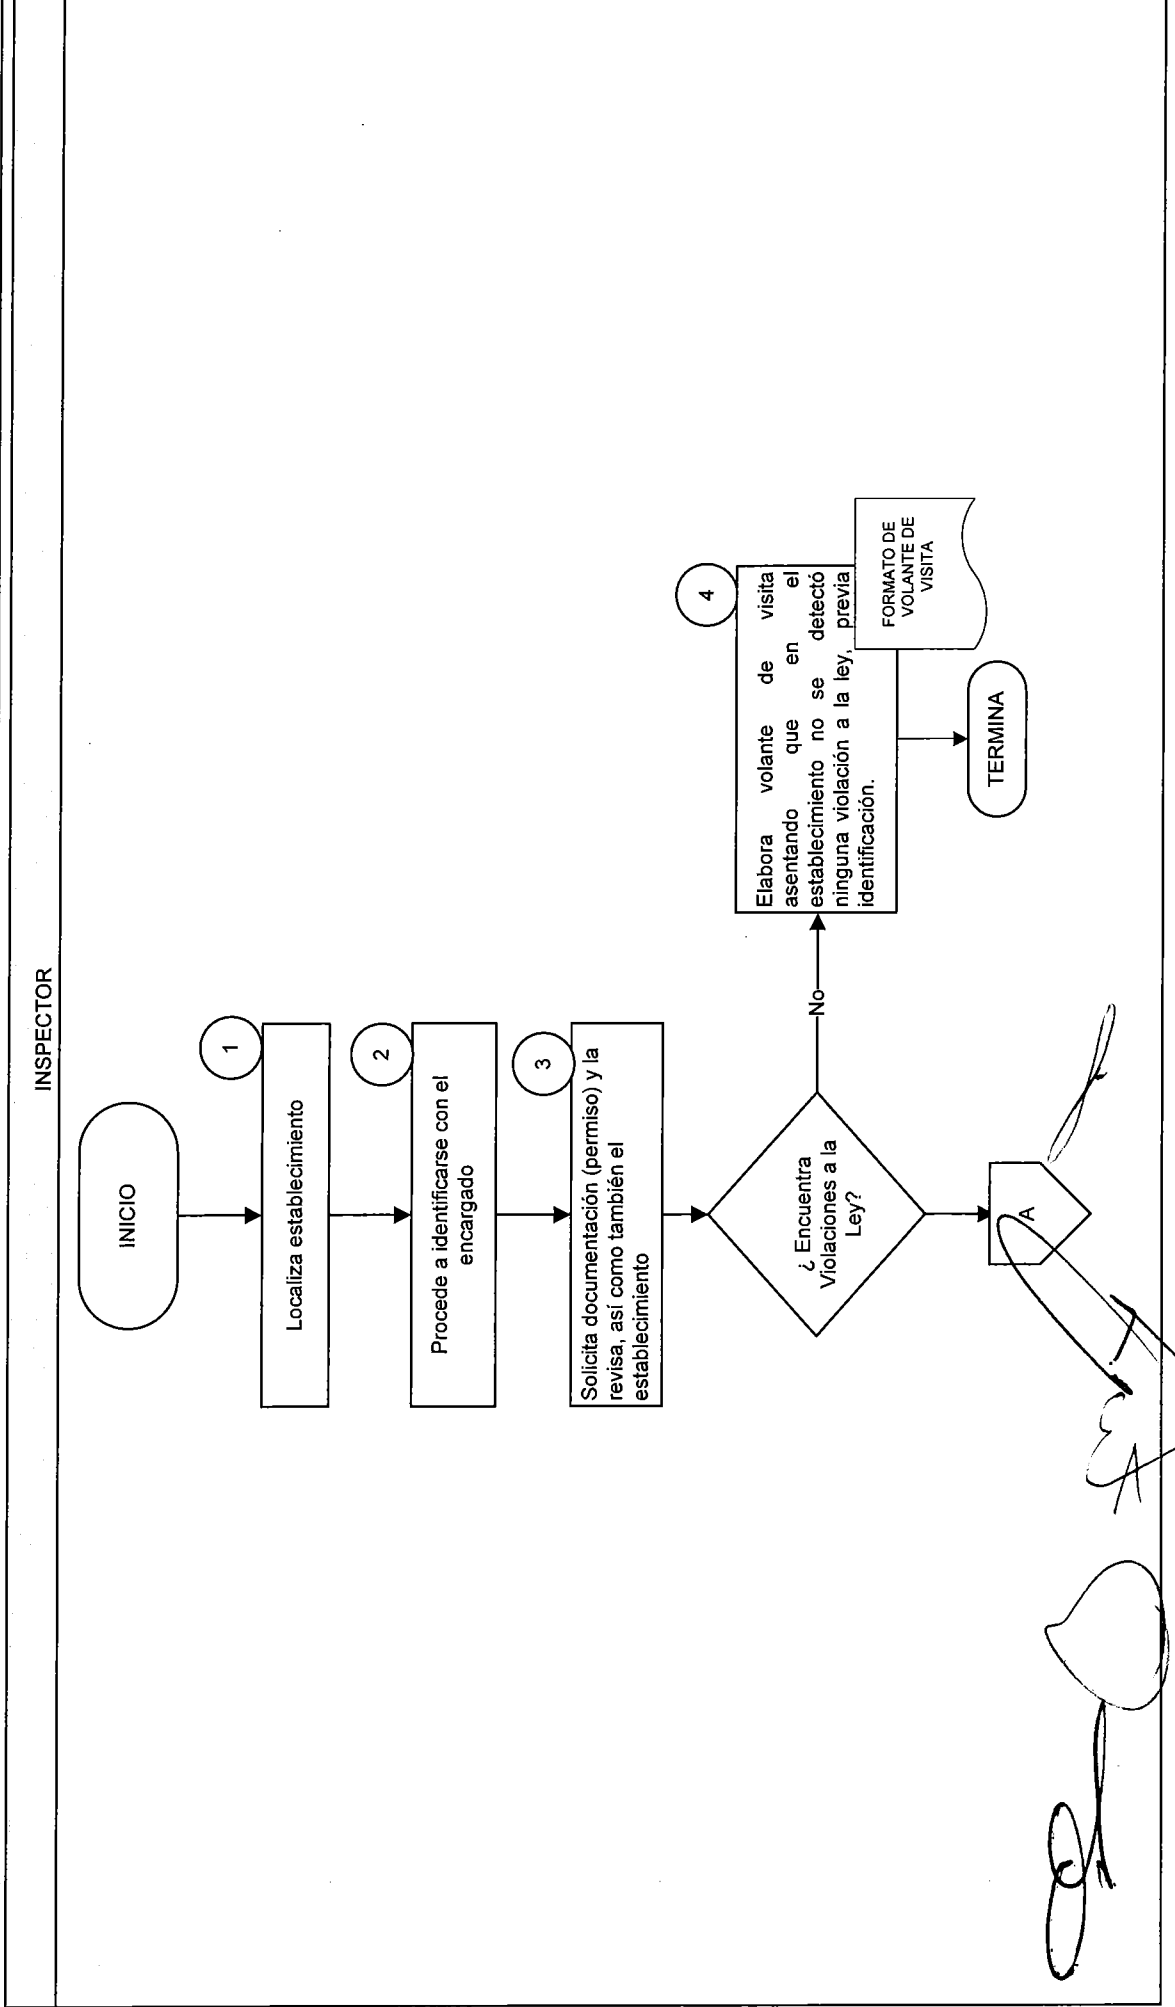 INSPECTOR
INICIO
1
Localiza establecimiento
2
Procede a identificarse con el
encargado
3
Solicita documentación (permiso) y la
revisa, así como también el
establecimiento
¿ Encuentra
Violaciones a la
Ley?
No
4
Elabora volante de visita
asentando que en el
establecimiento no se detectó
ninguna violación a la ley, previa
identificación.
FORMATO DE
VOLANTE DE
VISITA
TERMINA
A